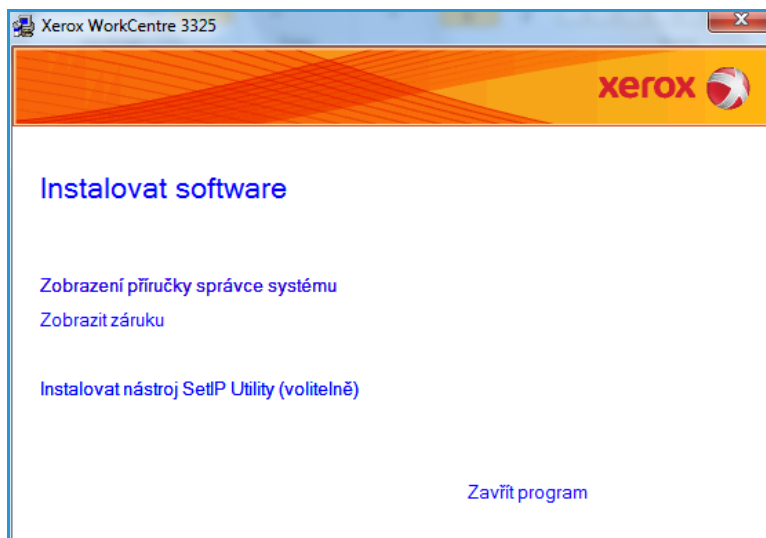 Xerox WorkCentre 3325
xerox
Instalovat software
Zobrazení příručky správce systému
Zobrazit záruku
Instalovat nástroj SetIP Utility (volitelně)
Zavřít program